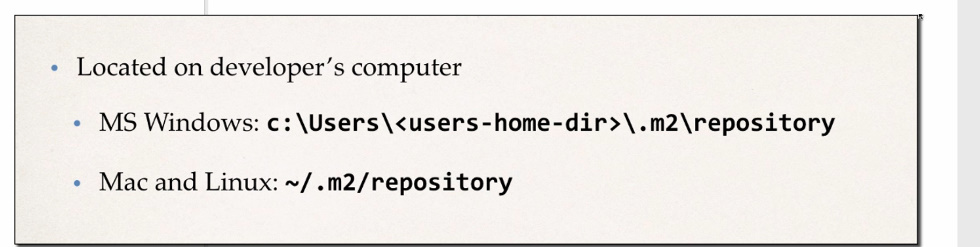 Located on developer’s computer
MS Windows: c:\Users\<users-home-dir>\.m2\repository
Mac and Linux: ~/.m2/repository